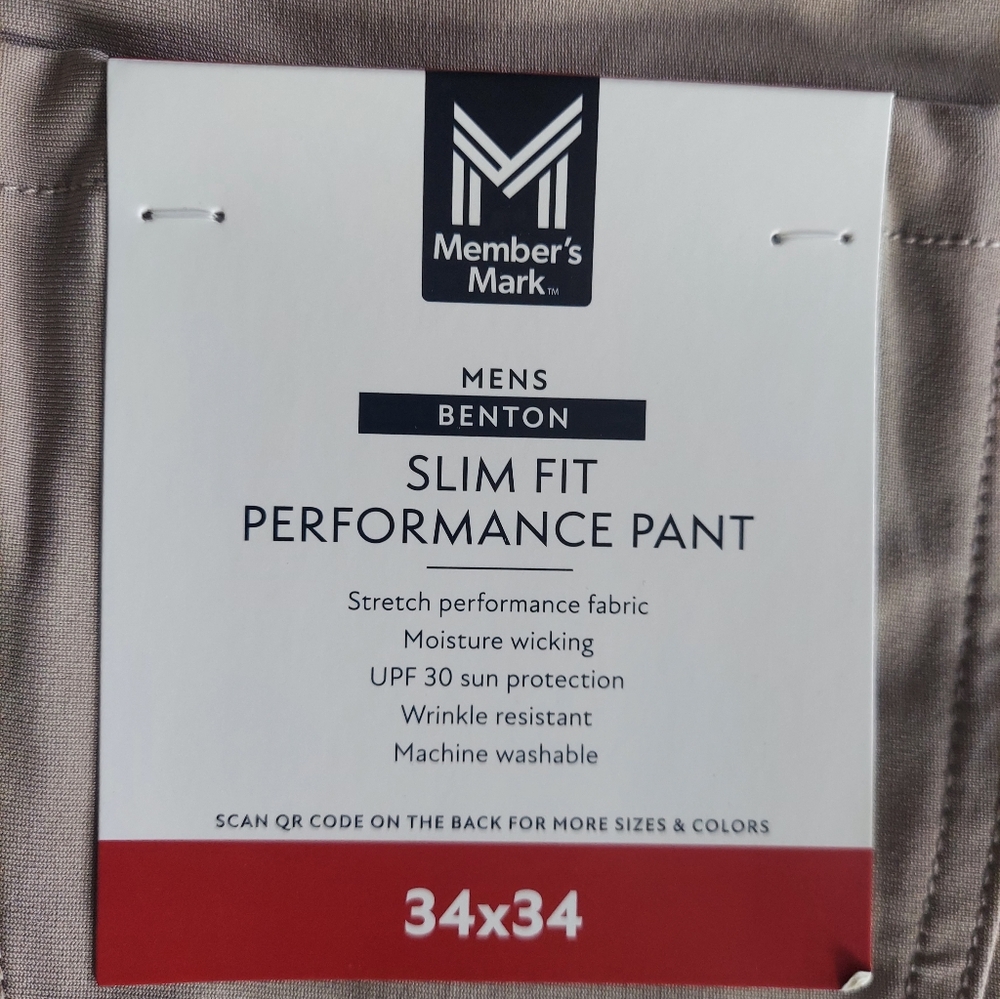 Member's
Mark™
MENS
BENTON
SLIM FIT
PERFORMANCE PANT
Stretch performance fabric
Moisture wicking
UPF 30 sun protection
Wrinkle resistant
Machine washable
SCAN QR CODE ON THE BACK FOR MORE SIZES & COLORS
34x34